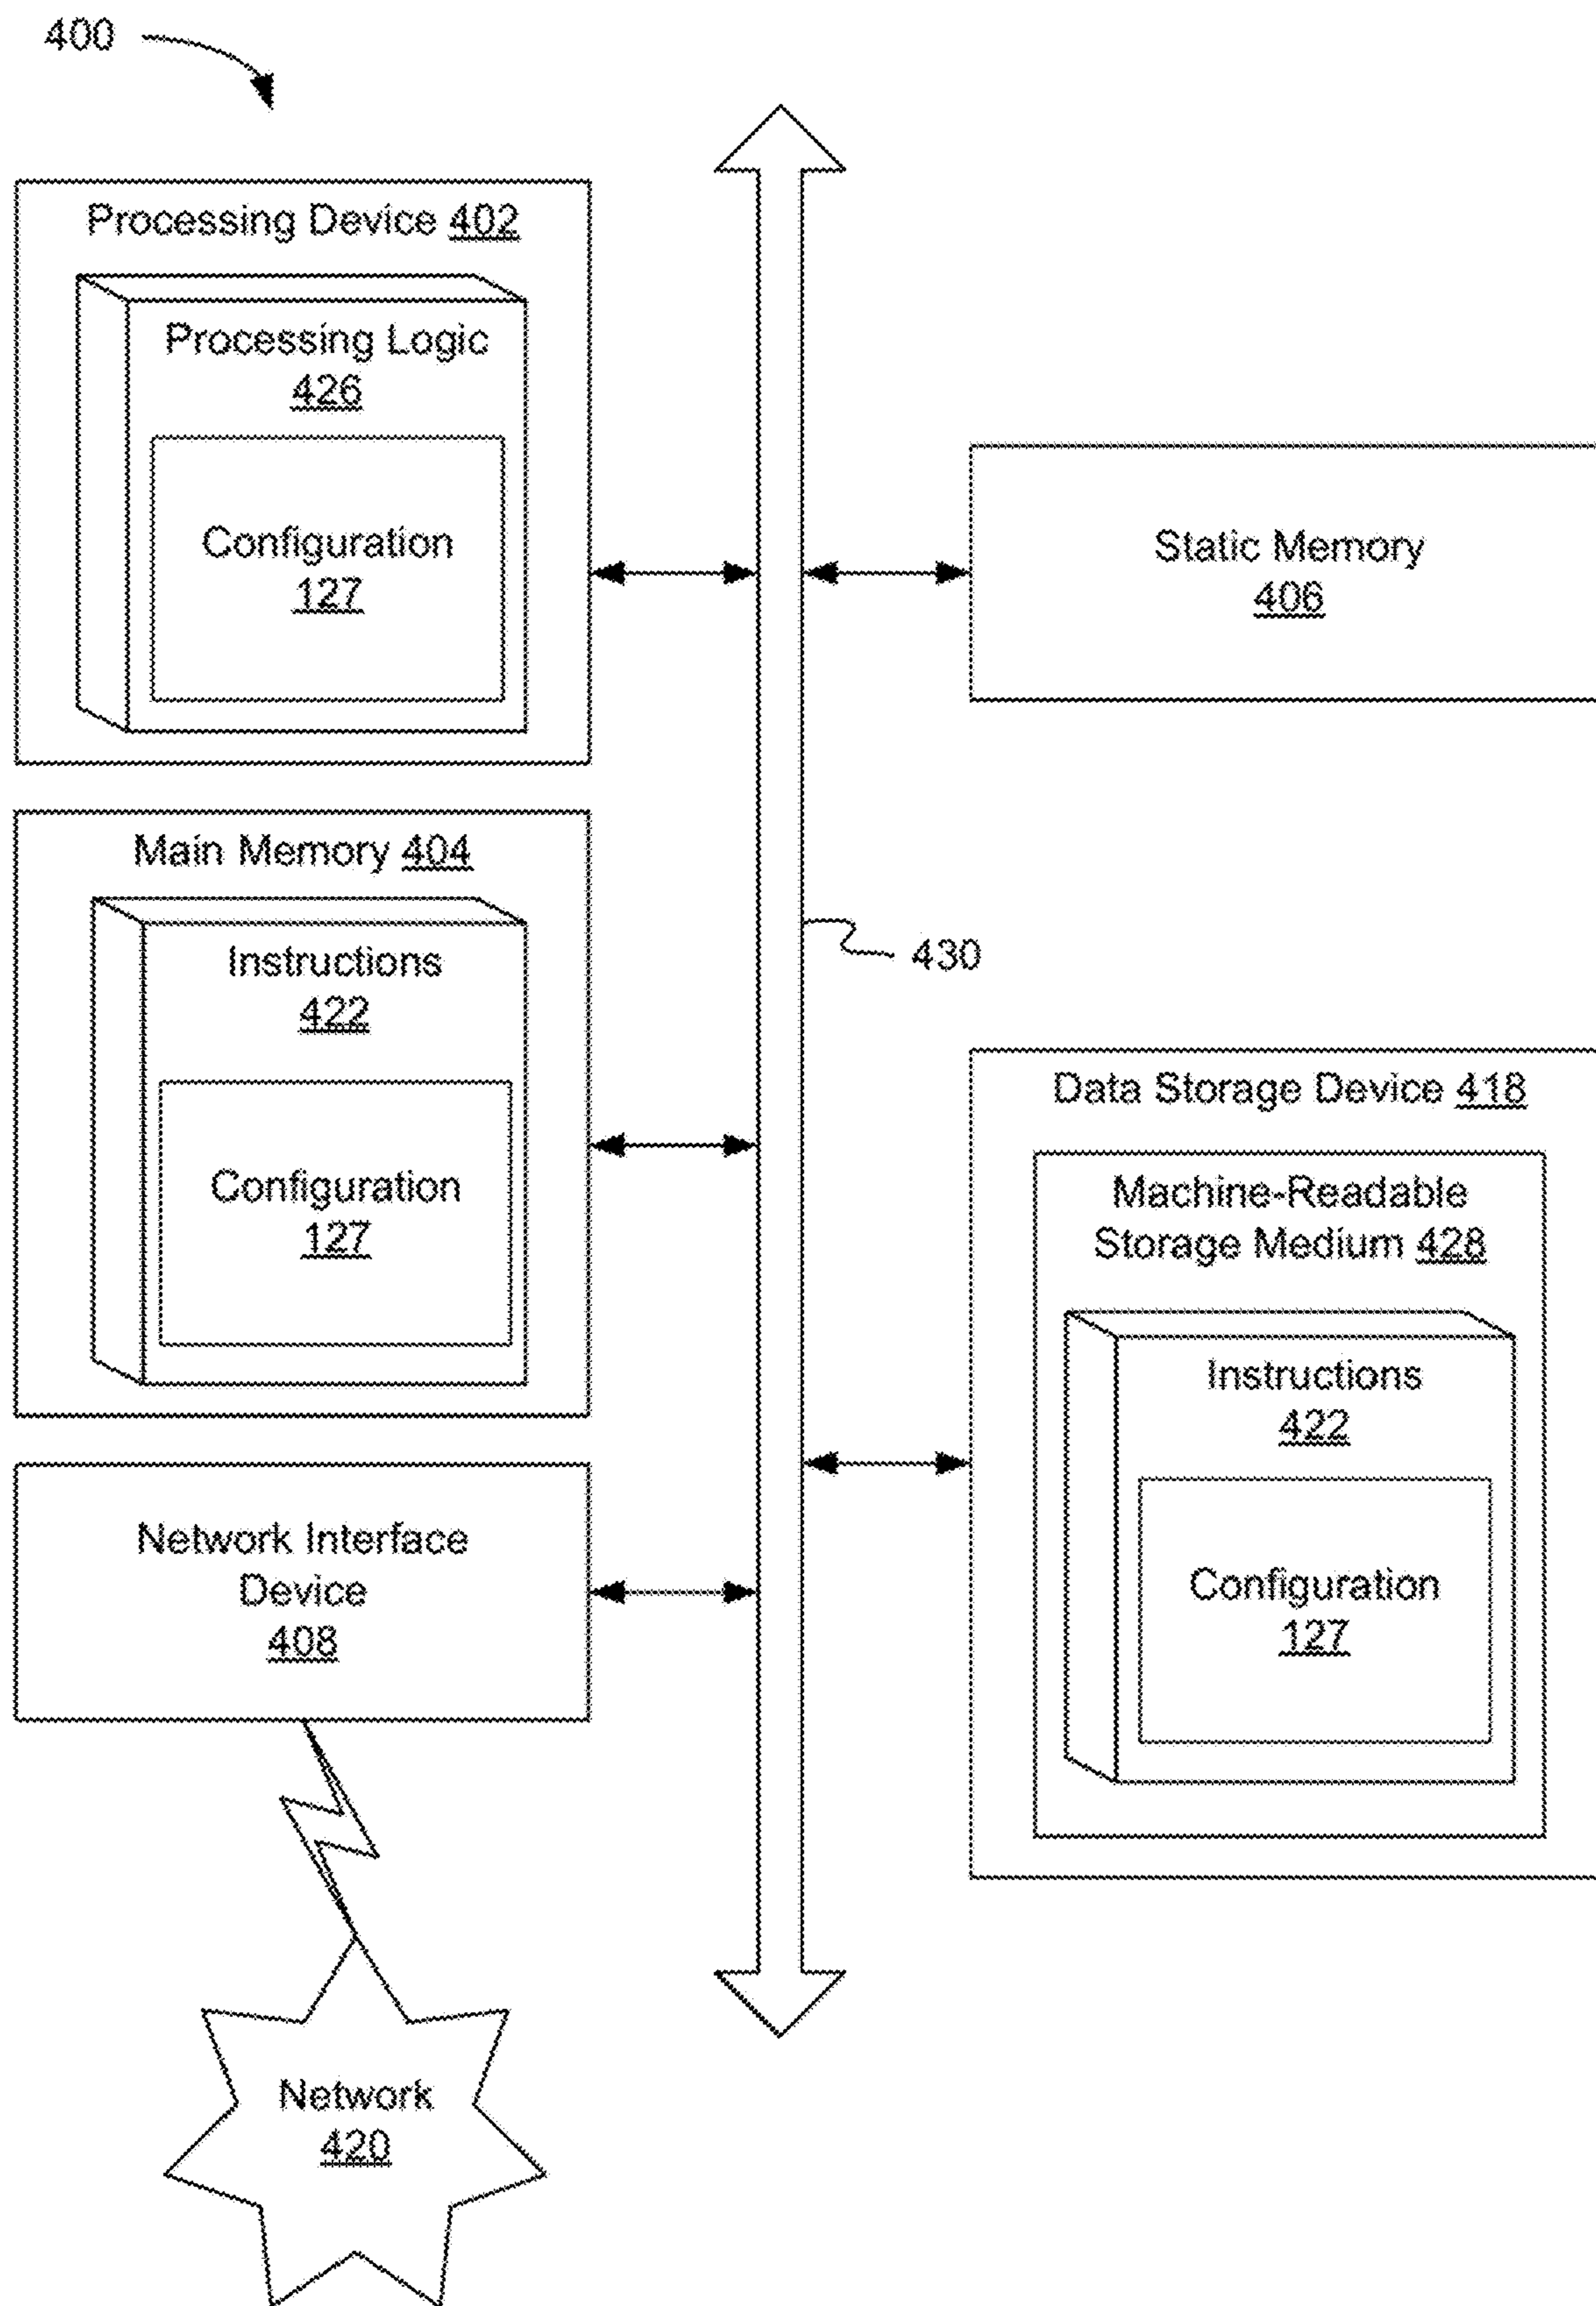 400
Processing Device 402
Processing Logic
426
Configuration
127
Static Memory
406
Main Memory 404
Instructions
422
Configuration
127
430
Data Storage Device 418
Machine-Readable
Storage Medium 428
Instructions
422
Configuration
127
Network Interface
Device
408
Network
420